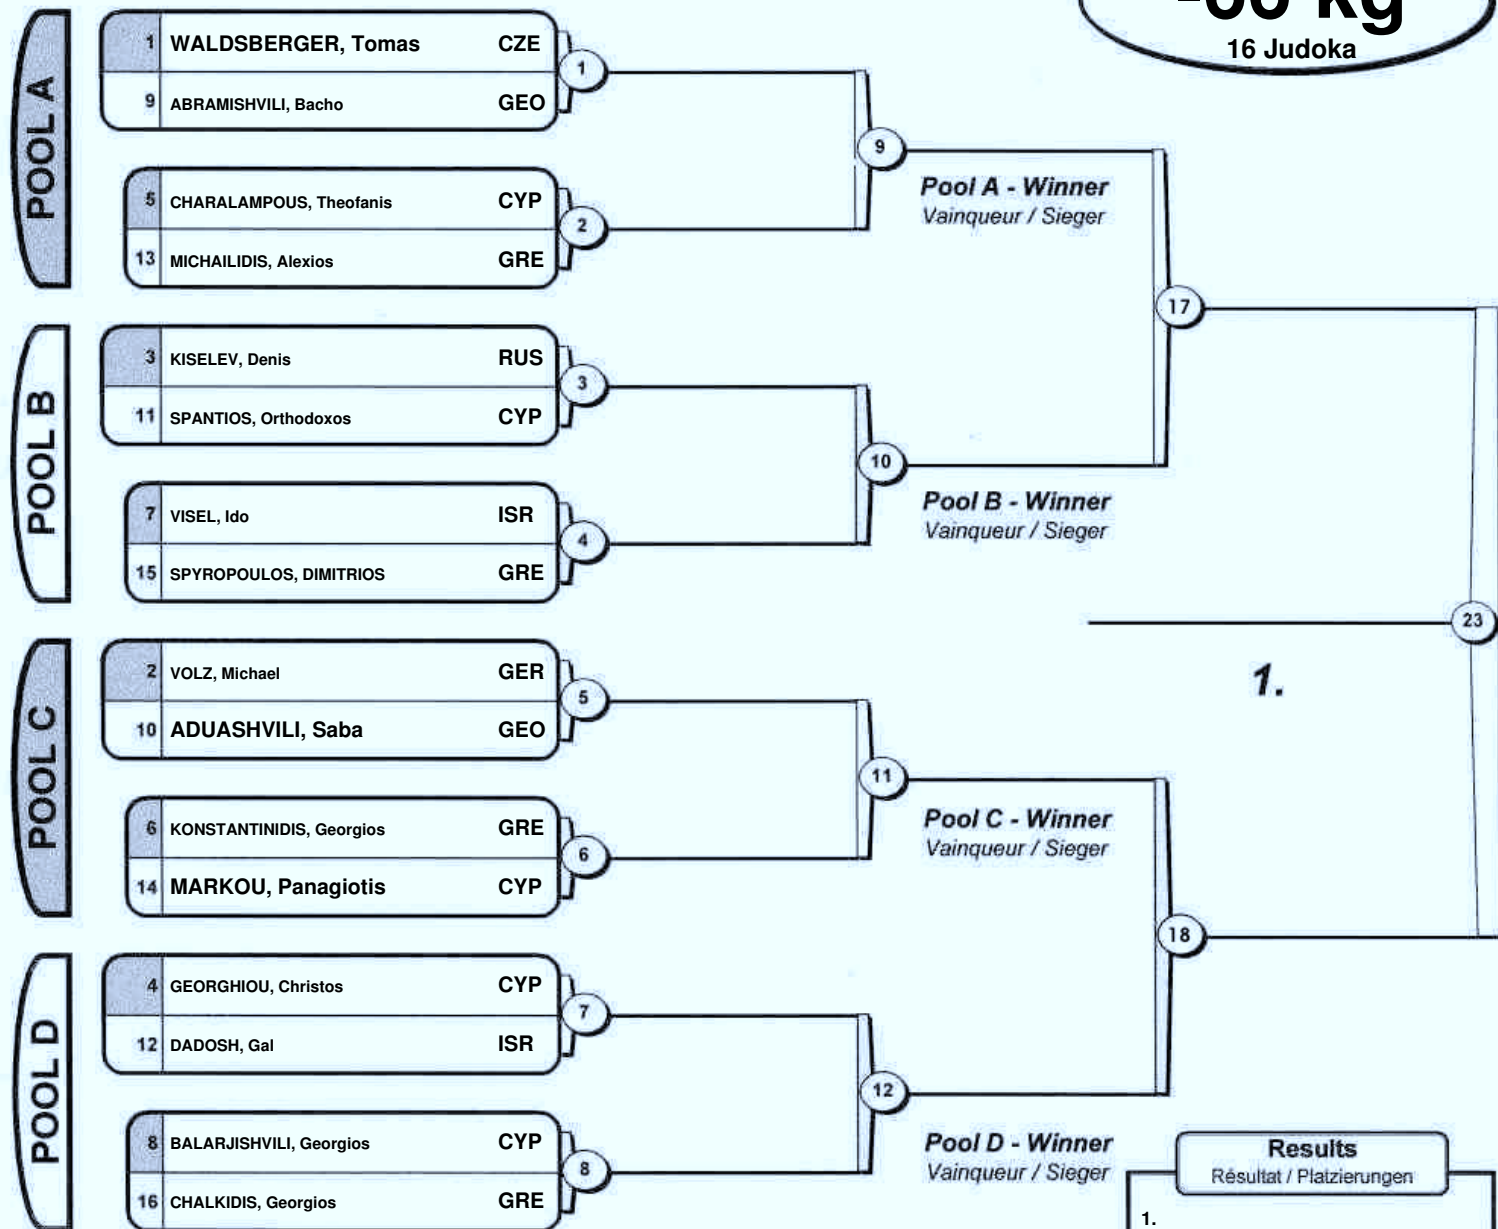 -60 kg
16 Judoka
POOL A
1 WALDSBERGER, Tomas CZE
9 ABRAMISHVILI, Bacho GEO
1
5 CHARALAMPOUS, Theofanis CYP
13 MICHAILIDIS, Alexios GRE
2
9
Pool A - Winner
Vainqueur / Sieger
17
POOL B
3 KISELEV, Denis RUS
11 SPANTIOS, Orthodoxos CYP
3
7 VISEL, Ido ISR
15 SPYROPOULOS, DIMITRIOS GRE
4
10
Pool B - Winner
Vainqueur / Sieger
23
1.
POOL C
2 VOLZ, Michael GER
10 ADUASHVILI, Saba GEO
5
6 KONSTANTINIDIS, Georgios GRE
14 MARKOU, Panagiotis CYP
6
11
Pool C - Winner
Vainqueur / Sieger
18
POOL D
4 GEORGHIOU, Christos CYP
12 DADOSH, Gal ISR
7
8 BALARJISHVILI, Georgios CYP
16 CHALKIDIS, Georgios GRE
8
12
Pool D - Winner
Vainqueur / Sieger
Results
Résultat / Platzierungen
1.